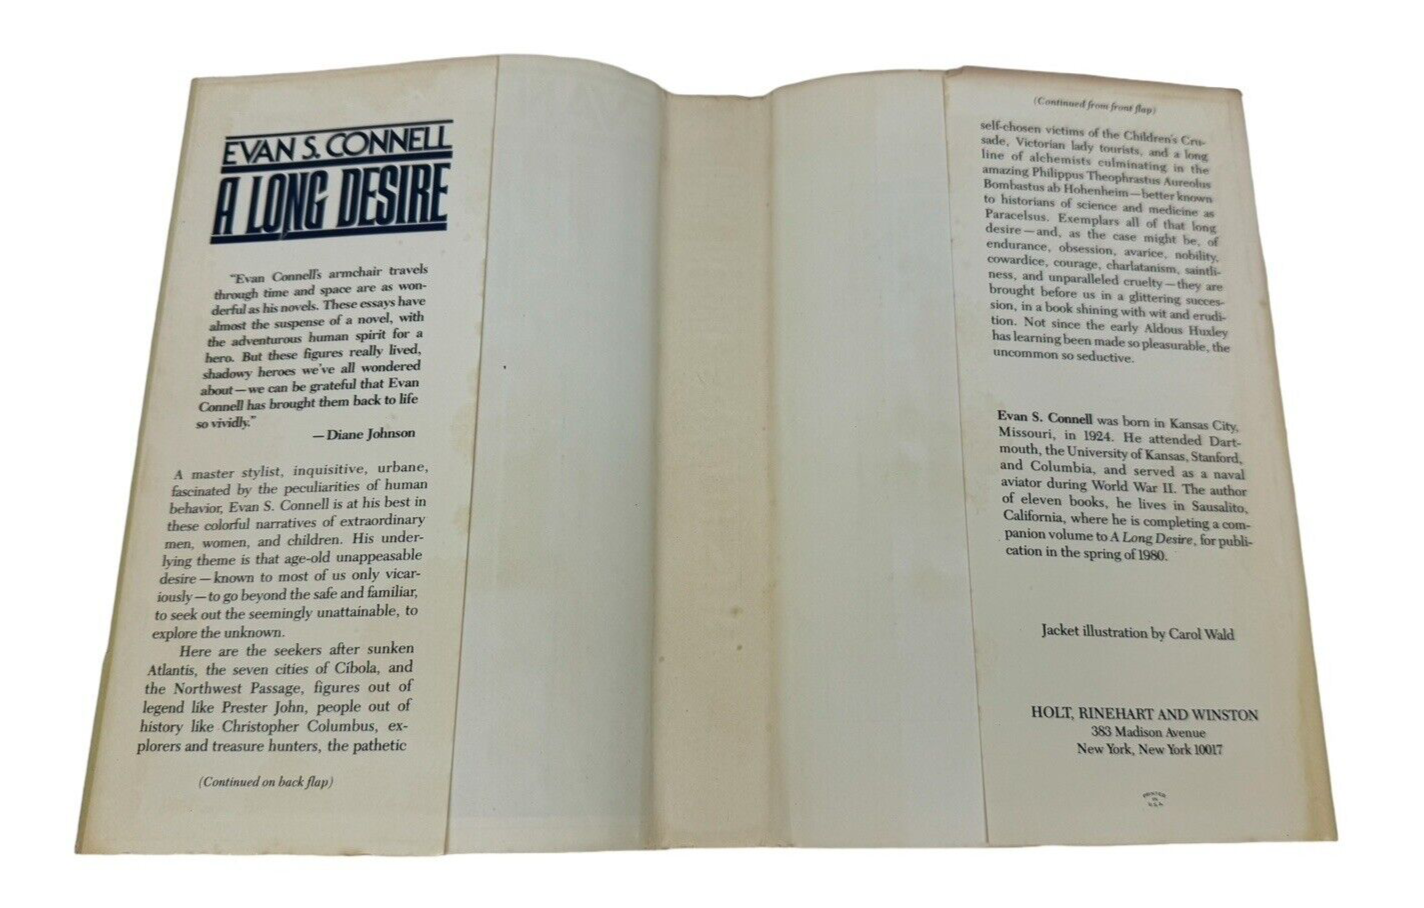 EVAN S. CONNELL
A LONG DESIRE
“Evan Connell's armchair travels
through time and space are as won-
derful as his novels. These essays have
almost the suspense of a novel, with
the adventurous human spirit for a
hero. But these figures really lived,
shadowy heroes we've all wondered
about—we can be grateful that Evan
Connell has brought them back to life
so vividly.”
—Diane Johnson
A master stylist, inquisitive, urbane,
fascinated by the peculiarities of human
behavior, Evan S. Connell is at his best in
these colorful narratives of extraordinary
men, women, and children. His under-
lying theme is that age-old unappeasable
desire—known to most of us only vicar-
iously—to go beyond the safe and familiar,
to seek out the seemingly unattainable, to
explore the unknown.
Here are the seekers after sunken
Atlantis, the seven cities of Cíbola, and
the Northwest Passage, figures out of
legend like Prester John, people out of
history like Christopher Columbus, ex-
plorers and treasure hunters, the pathetic
(Continued on back flap)
(Continued from front flap)
self-chosen victims of the Children's Cru-
sade, Victorian lady tourists, and a long
line of alchemists culminating in the
amazing Philippus Theophrastus Aureolus
Bombastus ab Hohenheim—better known
to historians of science and medicine as
Paracelsus. Exemplars all of that long
desire—and, as the case might be, of
endurance, obsession, avarice, nobility,
cowardice, courage, charlatanism, saintli-
ness, and unparalleled cruelty—they are
brought before us in a glittering succes-
sion, in a book shining with wit and erudi-
tion. Not since the early Aldous Huxley
has learning been made so pleasurable, the
uncommon so seductive.
Evan S. Connell was born in Kansas City,
Missouri, in 1924. He attended Dart-
mouth, the University of Kansas, Stanford,
and Columbia, and served as a naval
aviator during World War II. The author
of eleven books, he lives in Sausalito,
California, where he is completing a com-
panion volume to A Long Desire, for publi-
cation in the spring of 1980.
Jacket illustration by Carol Wald
HOLT, RINEHART AND WINSTON
383 Madison Avenue
New York, New York 10017
PRINTED
IN
U.S.A.